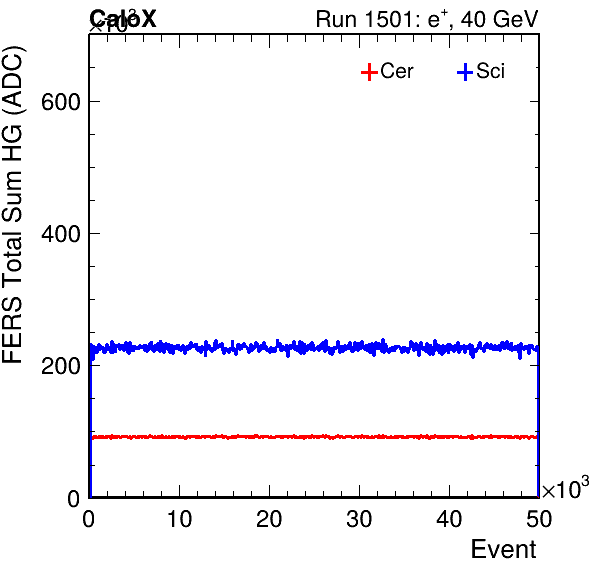 CaloX ×10³ Run 1501: e⁺, 40 GeV
FERS Total Sum HG (ADC)
Cer Sci
600
400
200
0
0 10 20 30 40 50 ×10³
Event